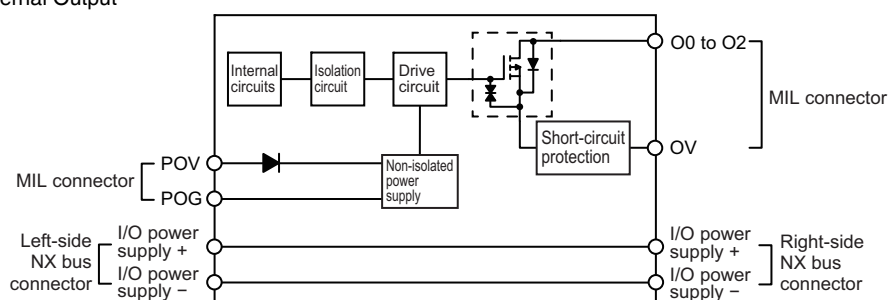 ernal Output
Internal
circuits
Isolation
circuit
Drive
circuit
O0 to O2
MIL connector
Short-circuit
protection
OV
MIL connector
POV
POG
Non-isolated
power
supply
Left-side
NX bus
connector
I/O power
supply +
I/O power
supply −
I/O power
supply +
I/O power
supply −
Right-side
NX bus
connector